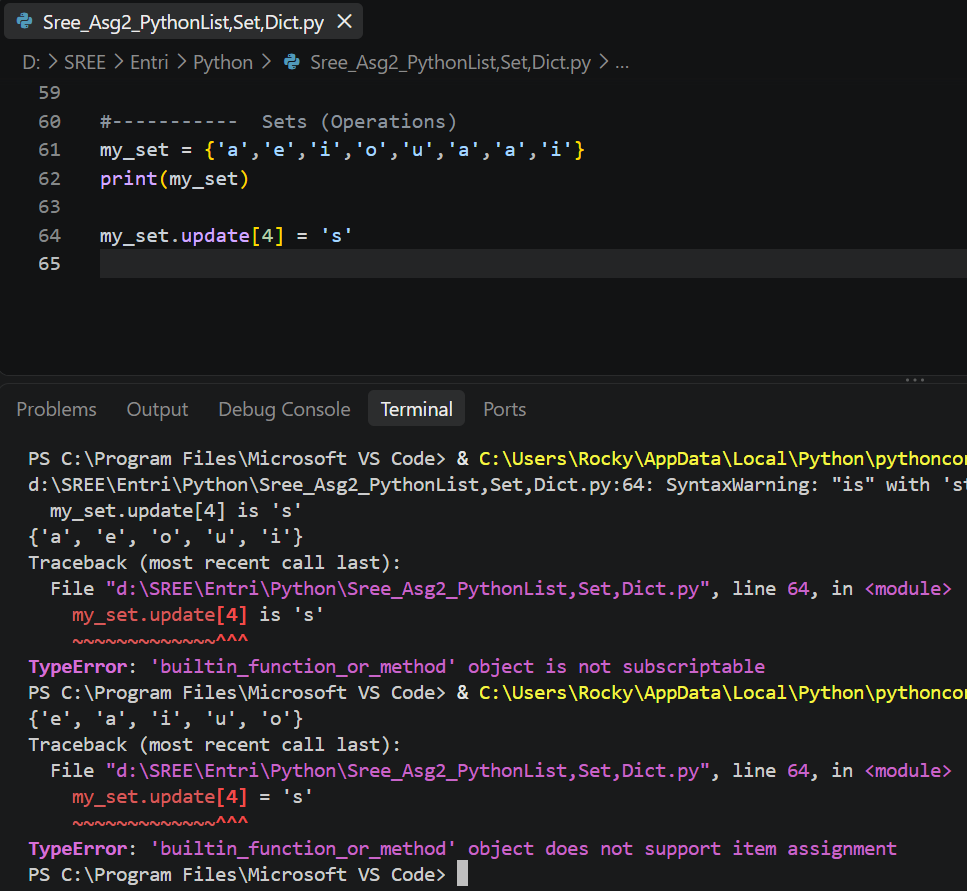 Sree_Asg2_PythonList,Set,Dict.py
D: > SREE > Entri > Python > Sree_Asg2_PythonList,Set,Dict.py > ...
59
60 #----------- Sets (Operations)
61 my_set = {'a','e','i','o','u','a','a','i'}
62 print(my_set)
63
64 my_set.update[4] = 's'
65
Problems Output Debug Console Terminal Ports
PS C:\Program Files\Microsoft VS Code> & C:\Users\Rocky\AppData\Local\Python\pythoncor
d:\SREE\Entri\Python\Sree_Asg2_PythonList,Set,Dict.py:64: SyntaxWarning: "is" with 'st
my_set.update[4] is 's'
{'a', 'e', 'o', 'u', 'i'}
Traceback (most recent call last):
File "d:\SREE\Entri\Python\Sree_Asg2_PythonList,Set,Dict.py", line 64, in <module>
my_set.update[4] is 's'
~~~~~~~~~~~~~^^^
TypeError: 'builtin_function_or_method' object is not subscriptable
PS C:\Program Files\Microsoft VS Code> & C:\Users\Rocky\AppData\Local\Python\pythoncor
{'e', 'a', 'i', 'u', 'o'}
Traceback (most recent call last):
File "d:\SREE\Entri\Python\Sree_Asg2_PythonList,Set,Dict.py", line 64, in <module>
my_set.update[4] = 's'
~~~~~~~~~~~~~^^^
TypeError: 'builtin_function_or_method' object does not support item assignment
PS C:\Program Files\Microsoft VS Code>